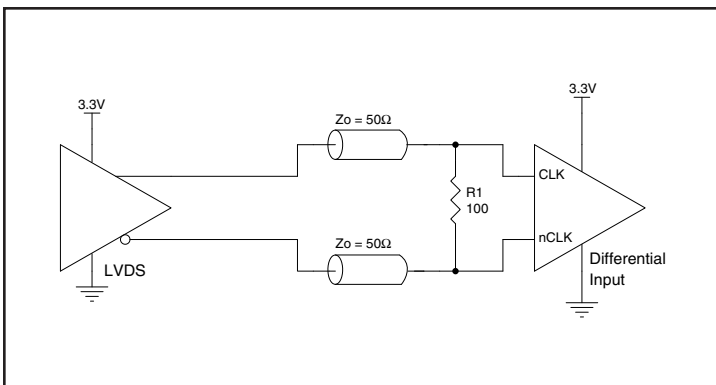 3.3V
3.3V
Zo = 50Ω
CLK
R1
100
nCLK
Zo = 50Ω
LVDS
Differential
Input